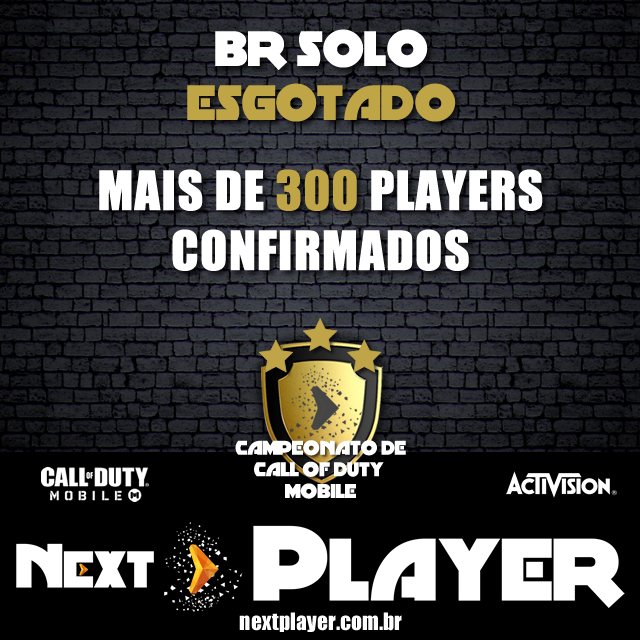 BR SOLO
ESGOTADO
MAIS DE 300 PLAYERS
CONFIRMADOS
CAMPEONATO DE
CALL OF DUTY
MOBILE
CALL OF DUTY
MOBILE
ACTIVISION
NEXT PLAYER
nextplayer.com.br